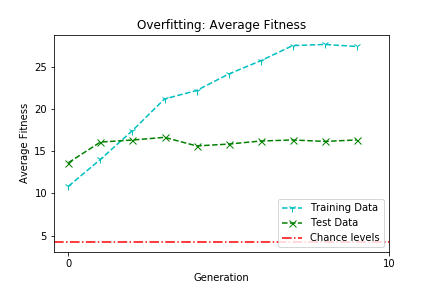 Overfitting: Average Fitness
Average Fitness
25
20
15
10
5
Training Data
Test Data
Chance levels
0
10
Generation